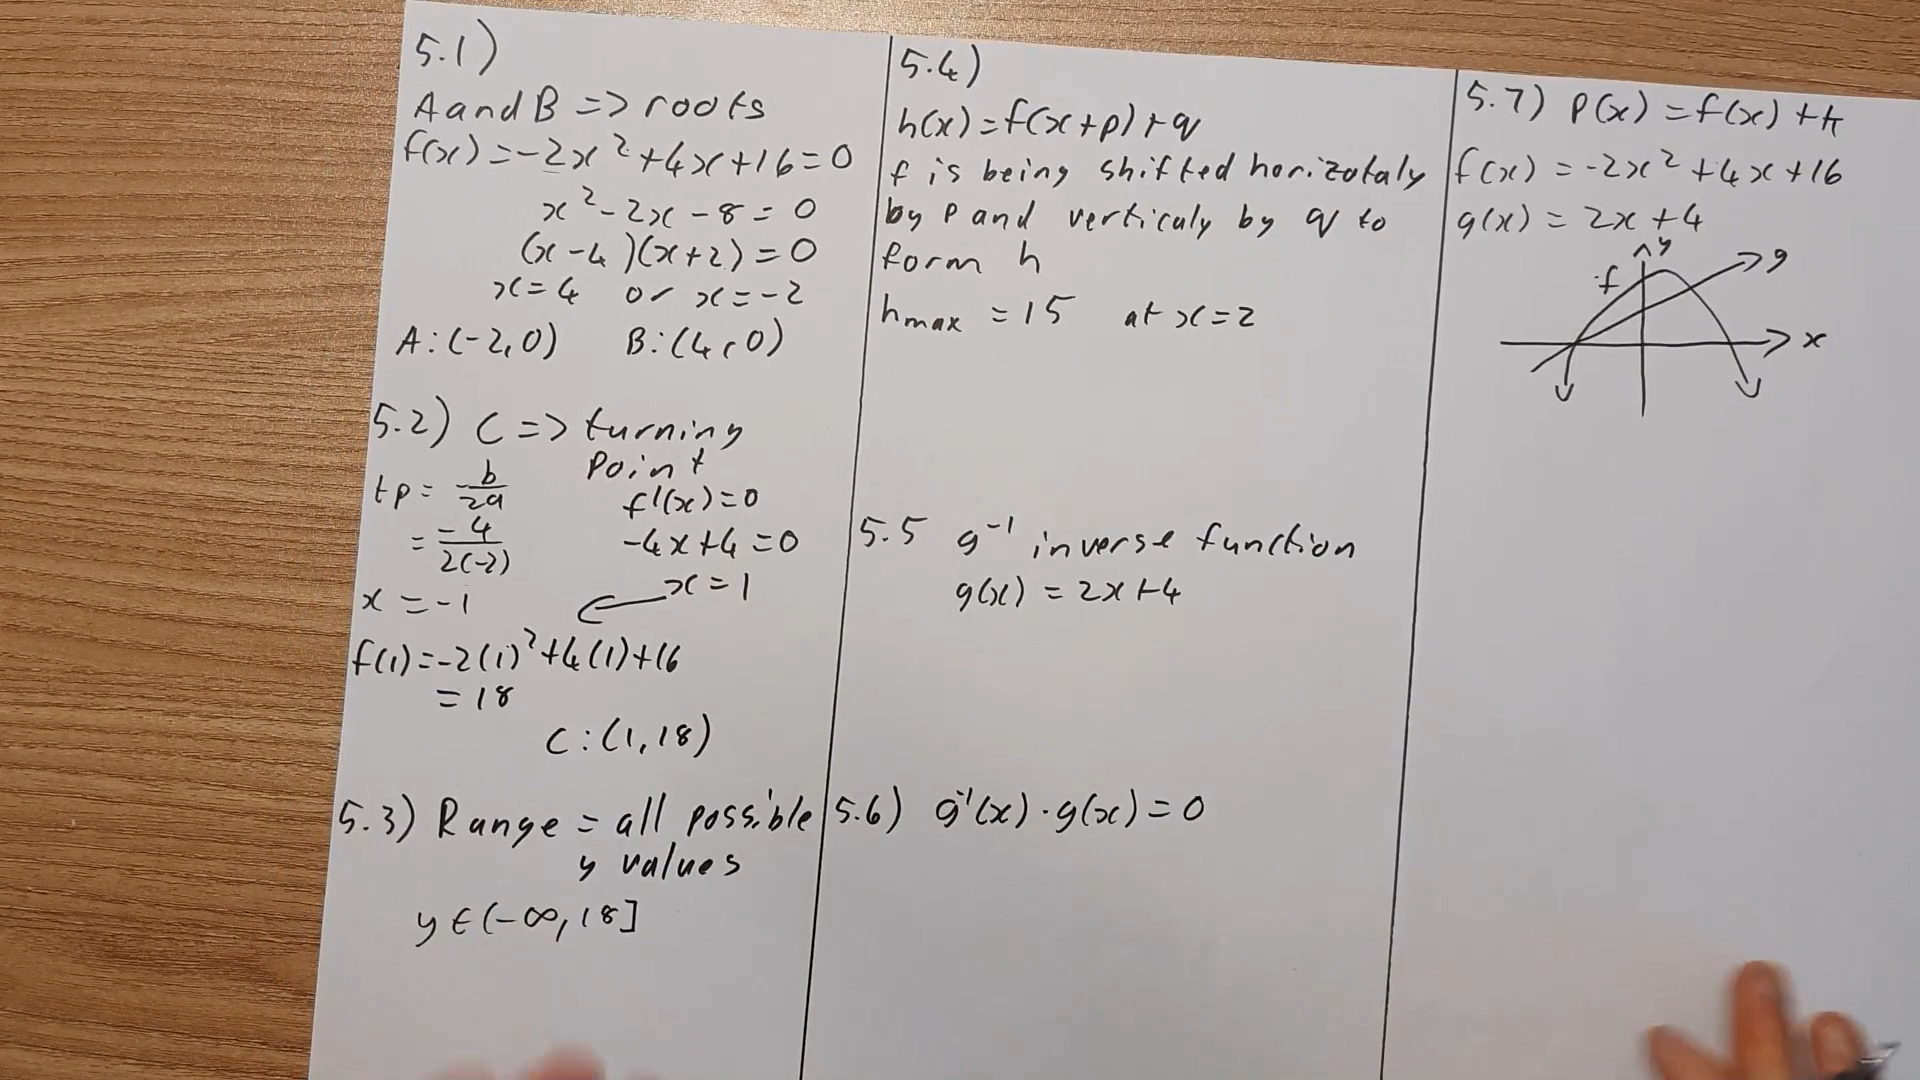 5.1)
A and B => roots
f(x) = -2x² + 4x + 16 = 0
x² - 2x - 8 = 0
(x - 4)(x + 2) = 0
x = 4 or x = -2
A: (-2, 0) B: (4, 0)
5.2) C => turning
point
tp = -b/2a
= -4/2(-2)
x = -1
f'(x) = 0
-4x + 4 = 0
x = 1
f(1) = -2(1)² + 4(1) + 16
= 18
C: (1, 18)
5.3) Range = all possible
y values
y ∈ (-∞, 18]
5.4)
h(x) = f(x + p) + q
f is being shifted horizotaly
by p and verticaly by q to
form h
hmax = 15 at x = 2
5.5 g⁻¹ inverse function
g(x) = 2x + 4
5.6) g⁻¹(x) · g(x) = 0
5.7) p(x) = f(x) + k
f(x) = -2x² + 4x + 16
g(x) = 2x + 4
y
g
f
x